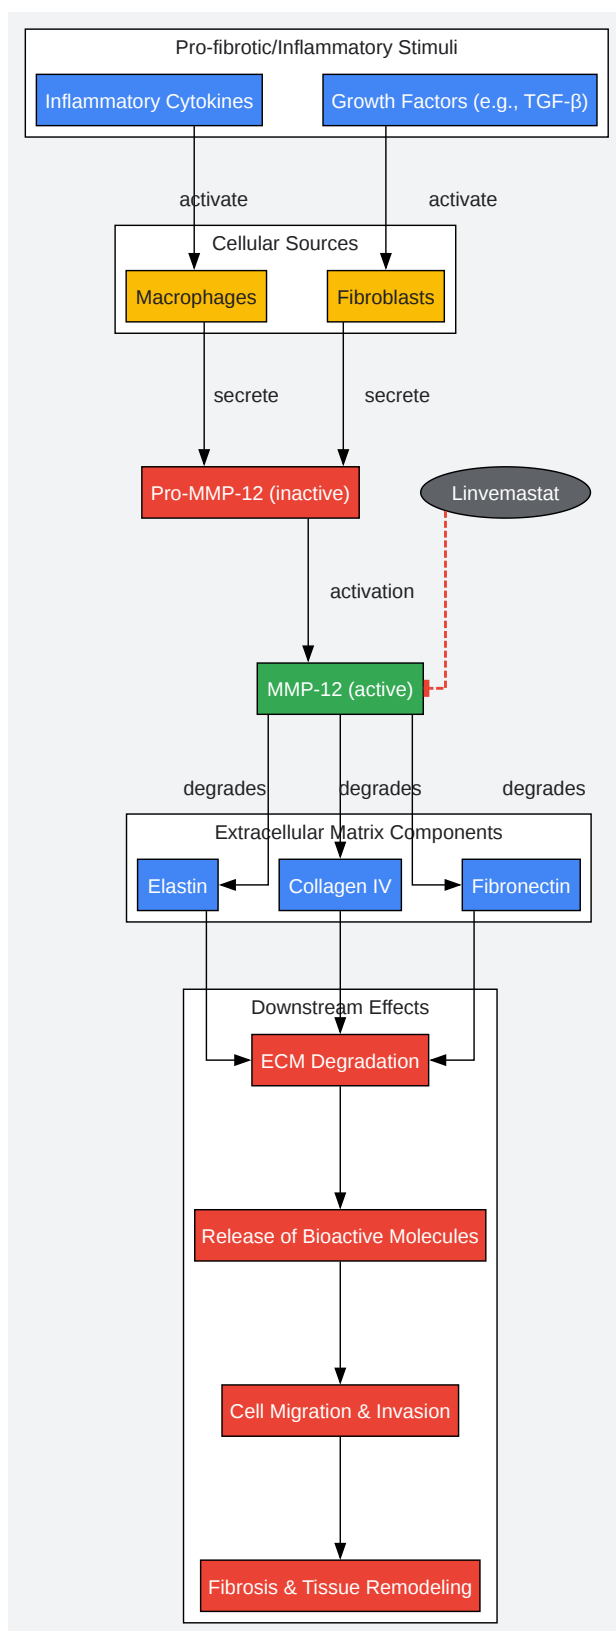 Pro-fibrotic/Inflammatory Stimuli
Inflammatory Cytokines
Growth Factors (e.g., TGF-β)
activate
activate
Cellular Sources
Macrophages
Fibroblasts
secrete
secrete
Pro-MMP-12 (inactive)
Linvemastat
activation
MMP-12 (active)
degrades
degrades
degrades
Extracellular Matrix Components
Elastin
Collagen IV
Fibronectin
Downstream Effects
ECM Degradation
Release of Bioactive Molecules
Cell Migration & Invasion
Fibrosis & Tissue Remodeling